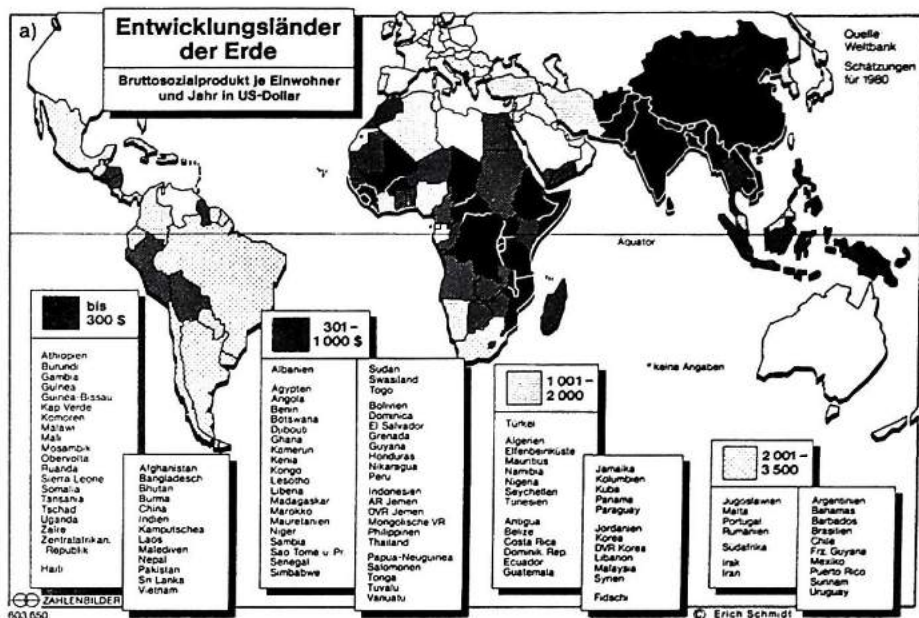 a)
Entwicklungsländer
der Erde
Bruttosozialprodukt je Einwohner
und Jahr in US-Dollar
Quelle
Weltbank
Schätzungen
für 1980
Äquator
* keine Angaben
bis
300 $
Äthiopien
Burundi
Gambia
Guinea
Guinea-Bissau
Kap Verde
Komoren
Malawi
Mali
Mosambik
Obervolta
Ruanda
Sierra Leone
Somalia
Tansania
Tschad
Uganda
Zaire
Zentralafrikan.
Republik
Haiti
Afghanistan
Bangladesch
Bhutan
Burma
China
Indien
Kamputschea
Laos
Malediven
Nepal
Pakistan
Sri Lanka
Vietnam
301–
1 000 $
Albanien
Ägypten
Angola
Benin
Botswana
Djibouti
Ghana
Kamerun
Kenia
Kongo
Lesotho
Liberia
Madagaskar
Marokko
Mauretanien
Niger
Sambia
Sao Tome u. Pr.
Senegal
Simbabwe
Sudan
Swasiland
Togo
Bolivien
Dominica
El Salvador
Grenada
Guyana
Honduras
Nikaragua
Peru
Indonesien
AR Jemen
DVR Jemen
Mongolische VR
Philippinen
Thailand
Papua-Neuguinea
Salomonen
Tonga
Tuvalu
Vanuatu
1 001–
2 000
Türkei
Algerien
Elfenbeinküste
Mauritius
Namibia
Nigeria
Seychellen
Tunesien
Antigua
Belize
Costa Rica
Dominik. Rep.
Ecuador
Guatemala
Jamaika
Kolumbien
Kuba
Panama
Paraguay
Jordanien
Korea
DVR Korea
Libanon
Malaysia
Syrien
Fidschi
2 001–
3 500
Jugoslawien
Malta
Portugal
Rumänien
Südafrika
Irak
Iran
Argentinien
Bahamas
Barbados
Brasilien
Chile
Frz. Guyana
Mexiko
Puerto Rico
Surinam
Uruguay
ZAHLENBILDER
603 650
© Erich Schmidt